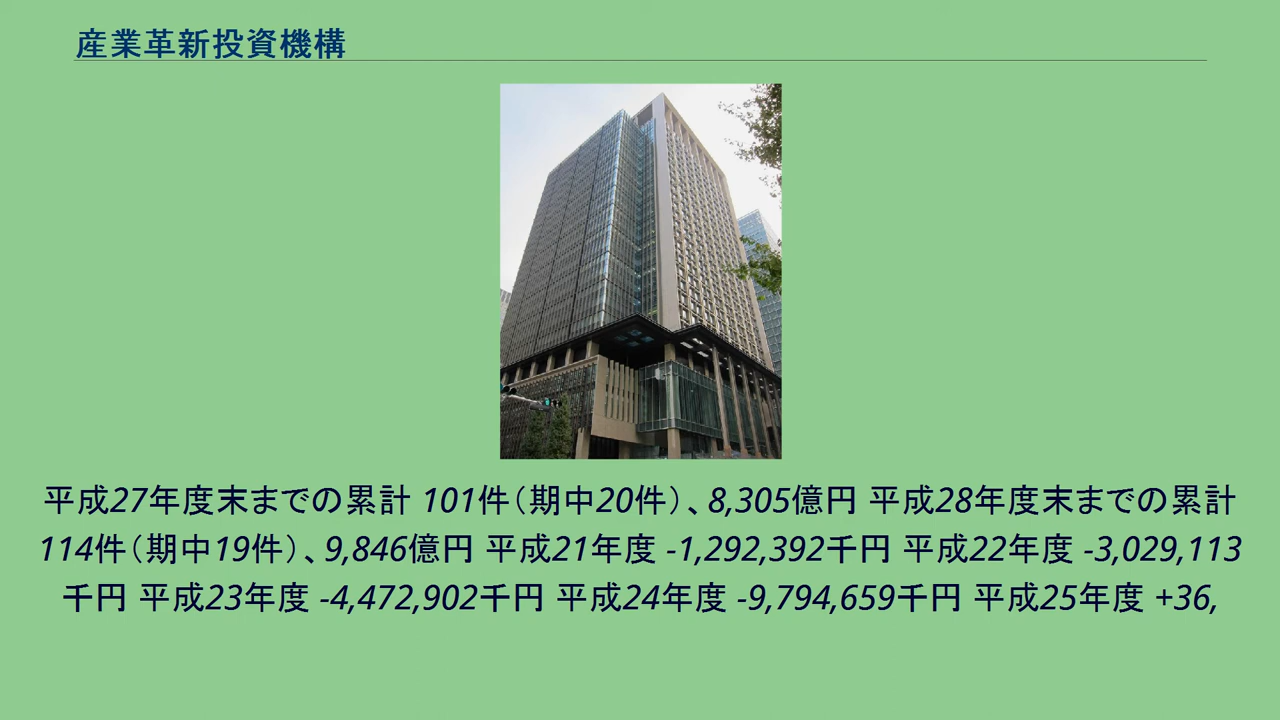 産業革新投資機構
平成27年度末までの累計 101件（期中20件）、8,305億円 平成28年度末までの累計
114件（期中19件）、9,846億円 平成21年度 -1,292,392千円 平成22年度 -3,029,113
千円 平成23年度 -4,472,902千円 平成24年度 -9,794,659千円 平成25年度 +36,